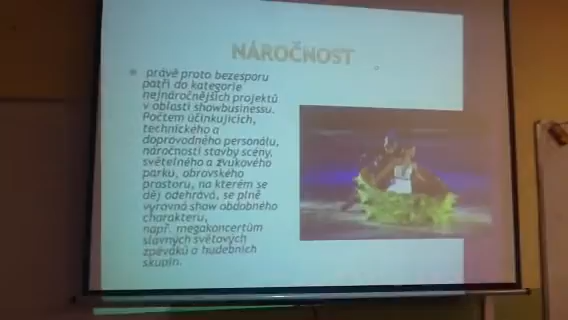 NÁROČNOST
právě proto bezesporu
patří do kategorie
nejnáročnějších projektů
v oblasti showbusinessu.
Počtem účinkujících,
technického a
doprovodného personálu,
náročností stavby scény,
světelného a zvukového
parku, obrovského
prostoru, na kterém se
děj odehrává, se plně
vyrovná show obdobného
charakteru,
např. megakoncertům
slavných světových
zpěváků a hudebních
skupin.